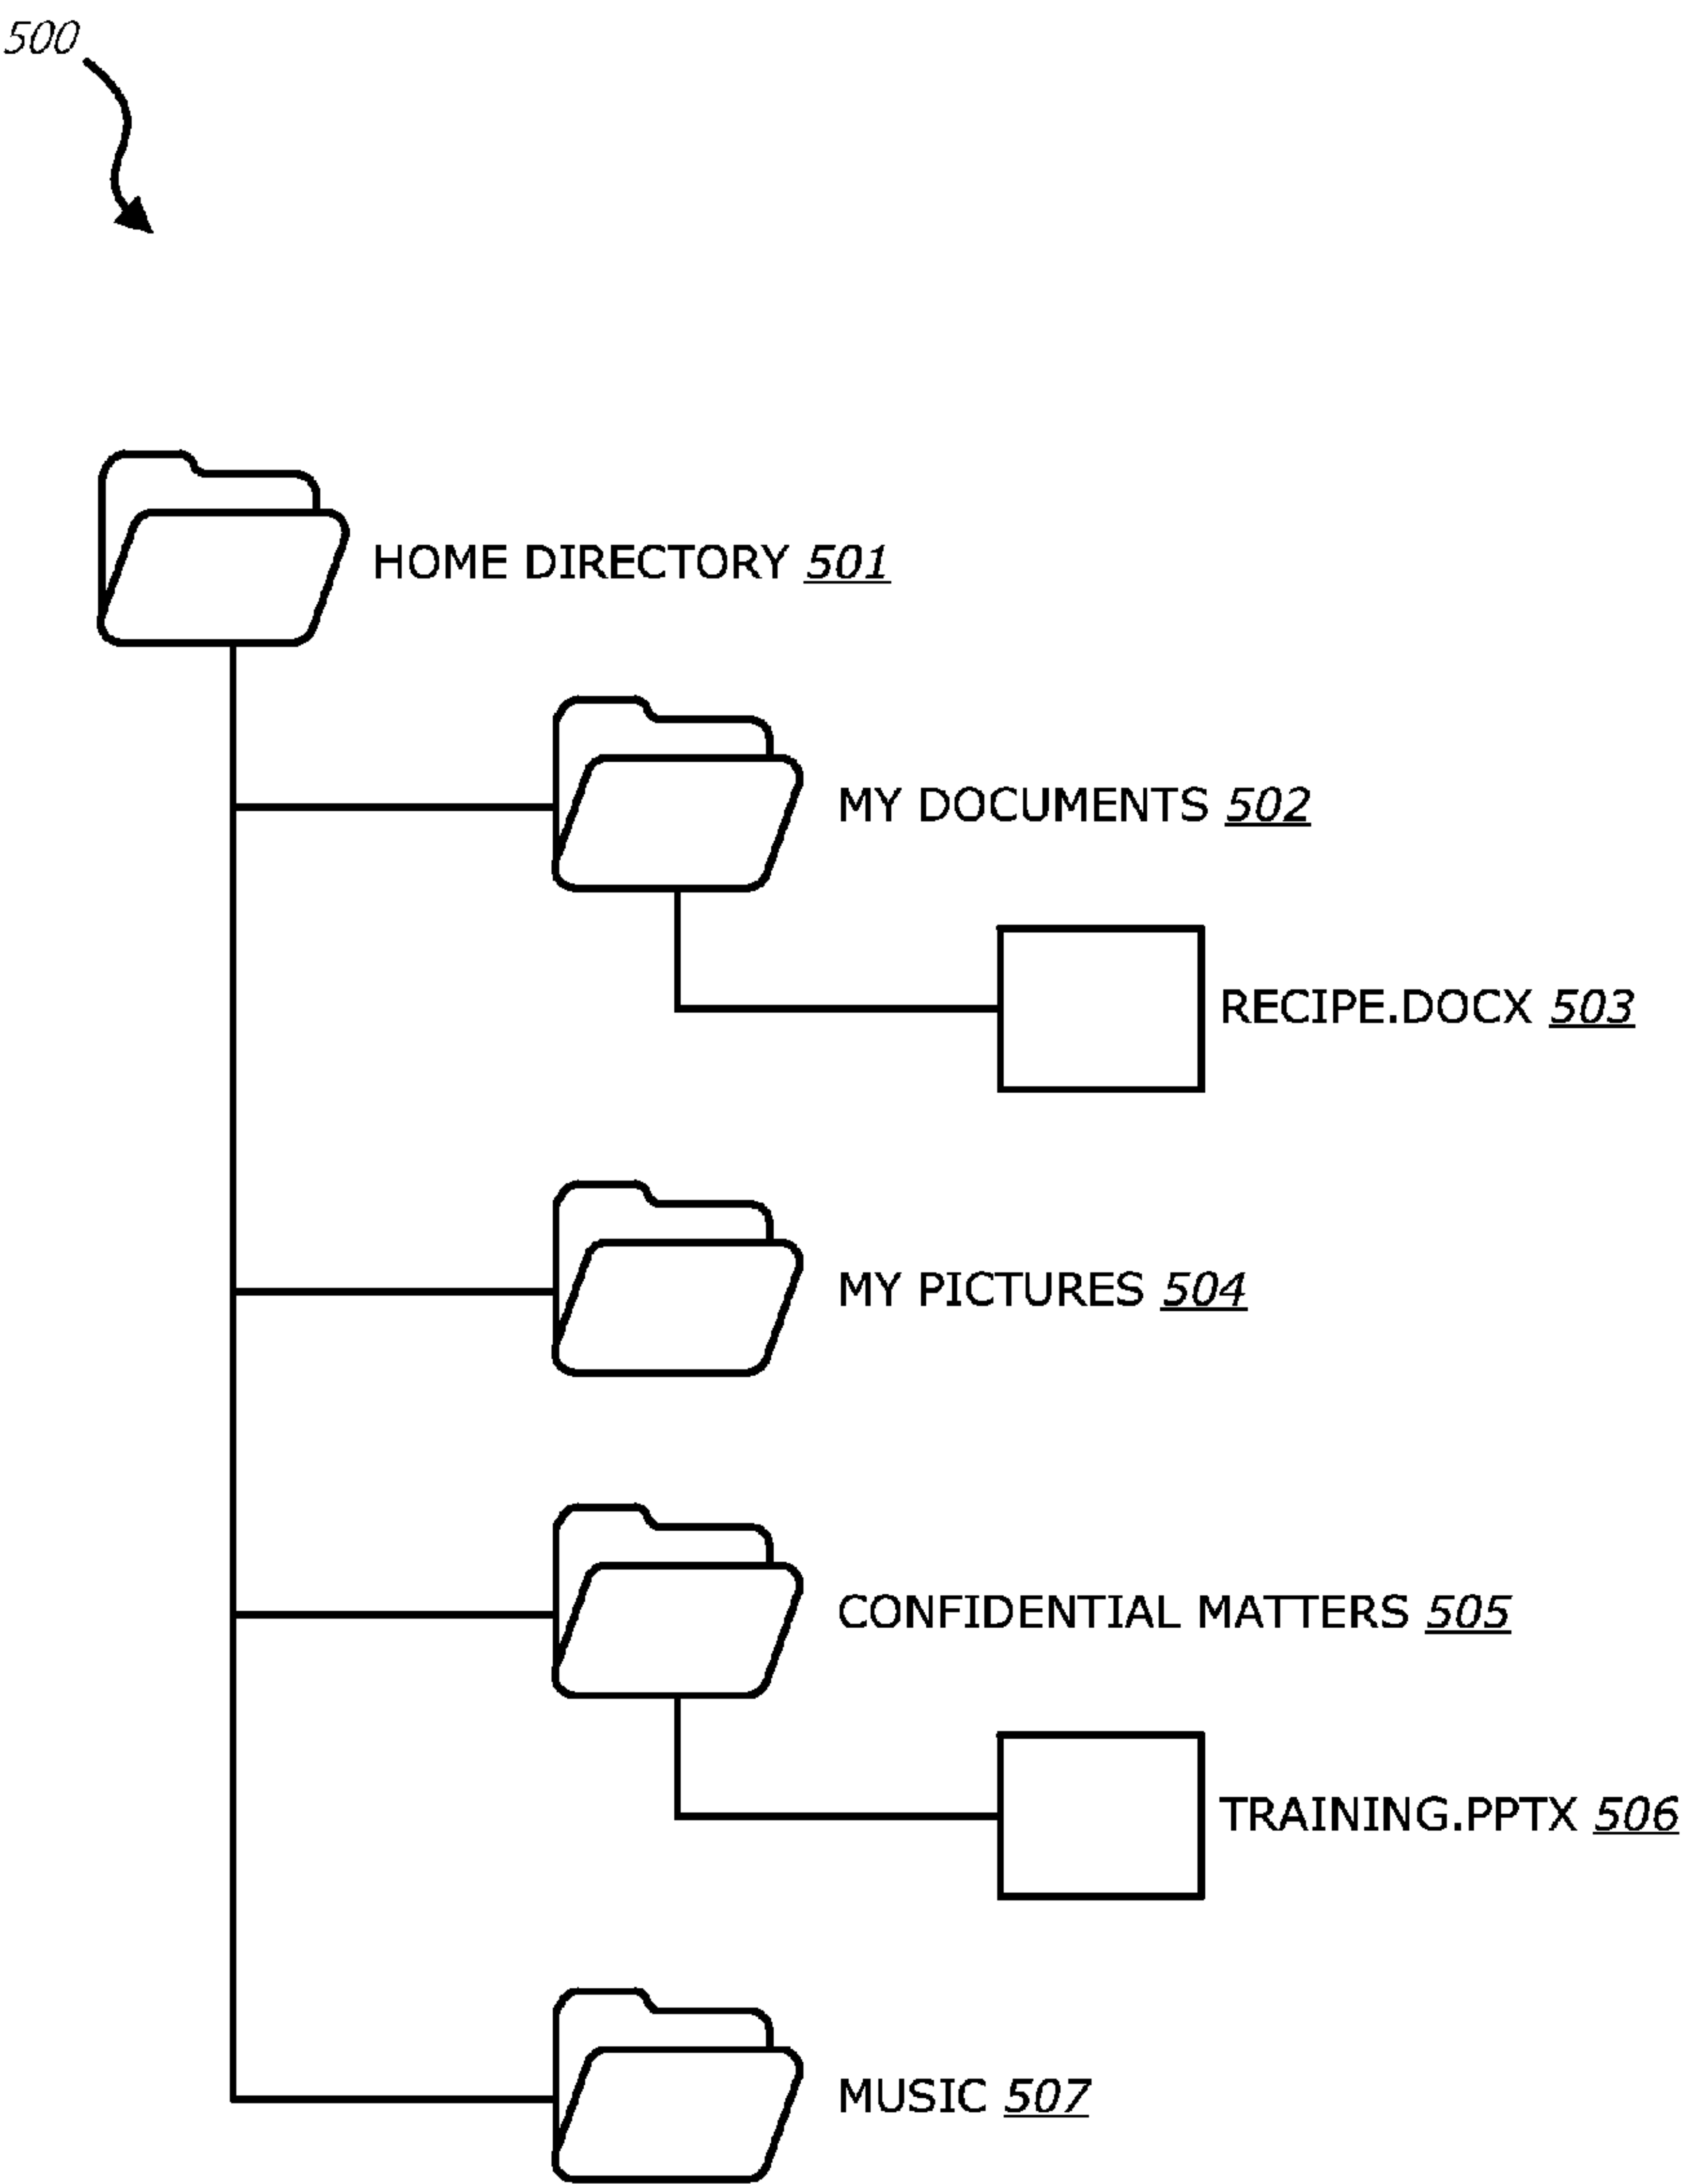 500
HOME DIRECTORY 501
MY DOCUMENTS 502
RECIPE.DOCX 503
MY PICTURES 504
CONFIDENTIAL MATTERS 505
TRAINING.PPTX 506
MUSIC 507